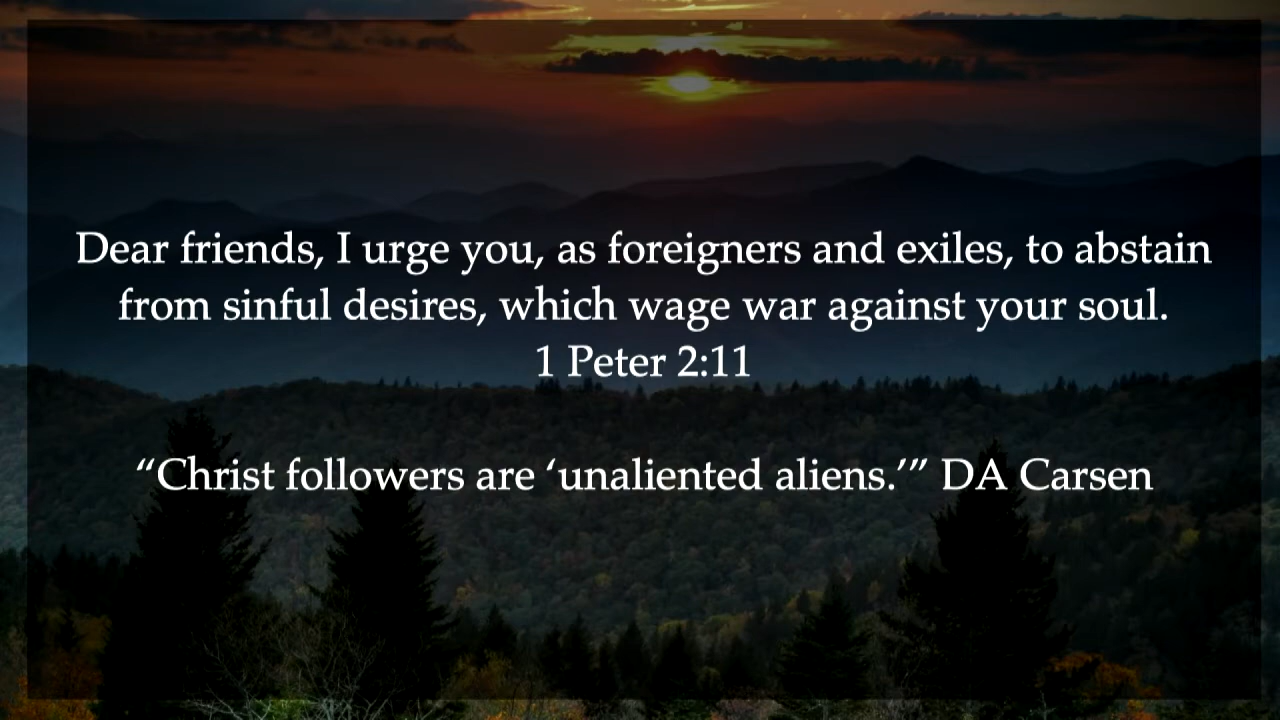 Dear friends, I urge you, as foreigners and exiles, to abstain
from sinful desires, which wage war against your soul.
1 Peter 2:11
“Christ followers are ‘unaliented aliens.’” DA Carsen